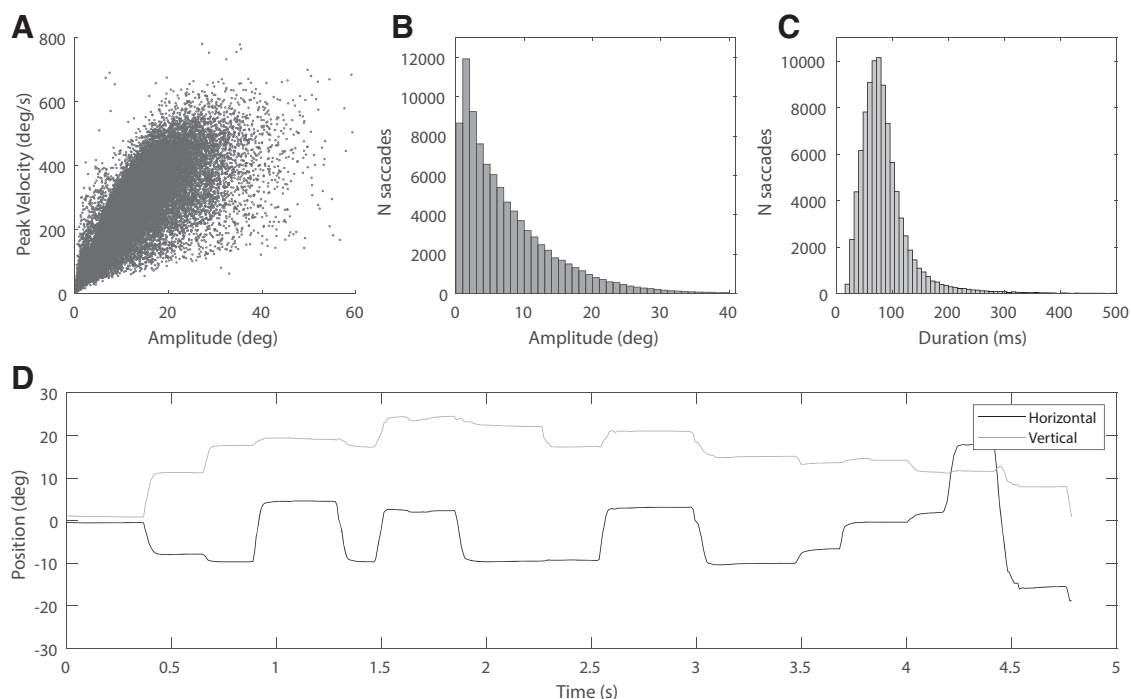 A
B
C
800
600
400
200
0
Peak Velocity (deg/s)
0 20 40 60
Amplitude (deg)
12000
10000
8000
6000
4000
2000
0
N saccades
0 10 20 30 40
Amplitude (deg)
10000
8000
6000
4000
2000
0
N saccades
0 100 200 300 400 500
Duration (ms)
D
30
20
10
0
-10
-20
-30
Position (deg)
Horizontal
Vertical
0 0.5 1 1.5 2 2.5 3 3.5 4 4.5 5
Time (s)